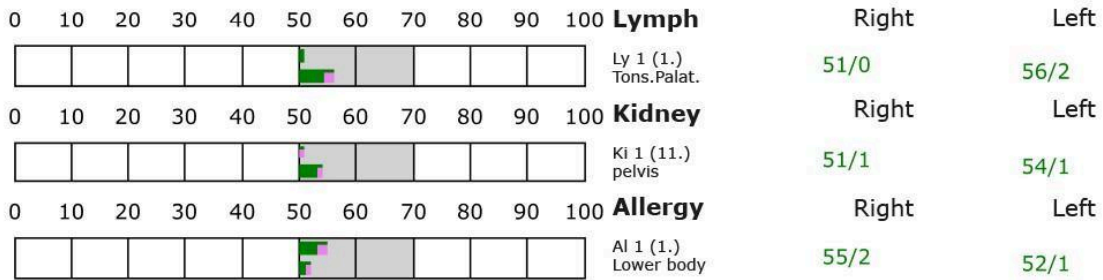 0 10 20 30 40 50 60 70 80 90 100 Lymph Right Left
Ly 1 (1.)
Tons.Palat.
51/0 56/2
0 10 20 30 40 50 60 70 80 90 100 Kidney Right Left
Ki 1 (11.)
pelvis
51/1 54/1
0 10 20 30 40 50 60 70 80 90 100 Allergy Right Left
Al 1 (1.)
Lower body
55/2 52/1